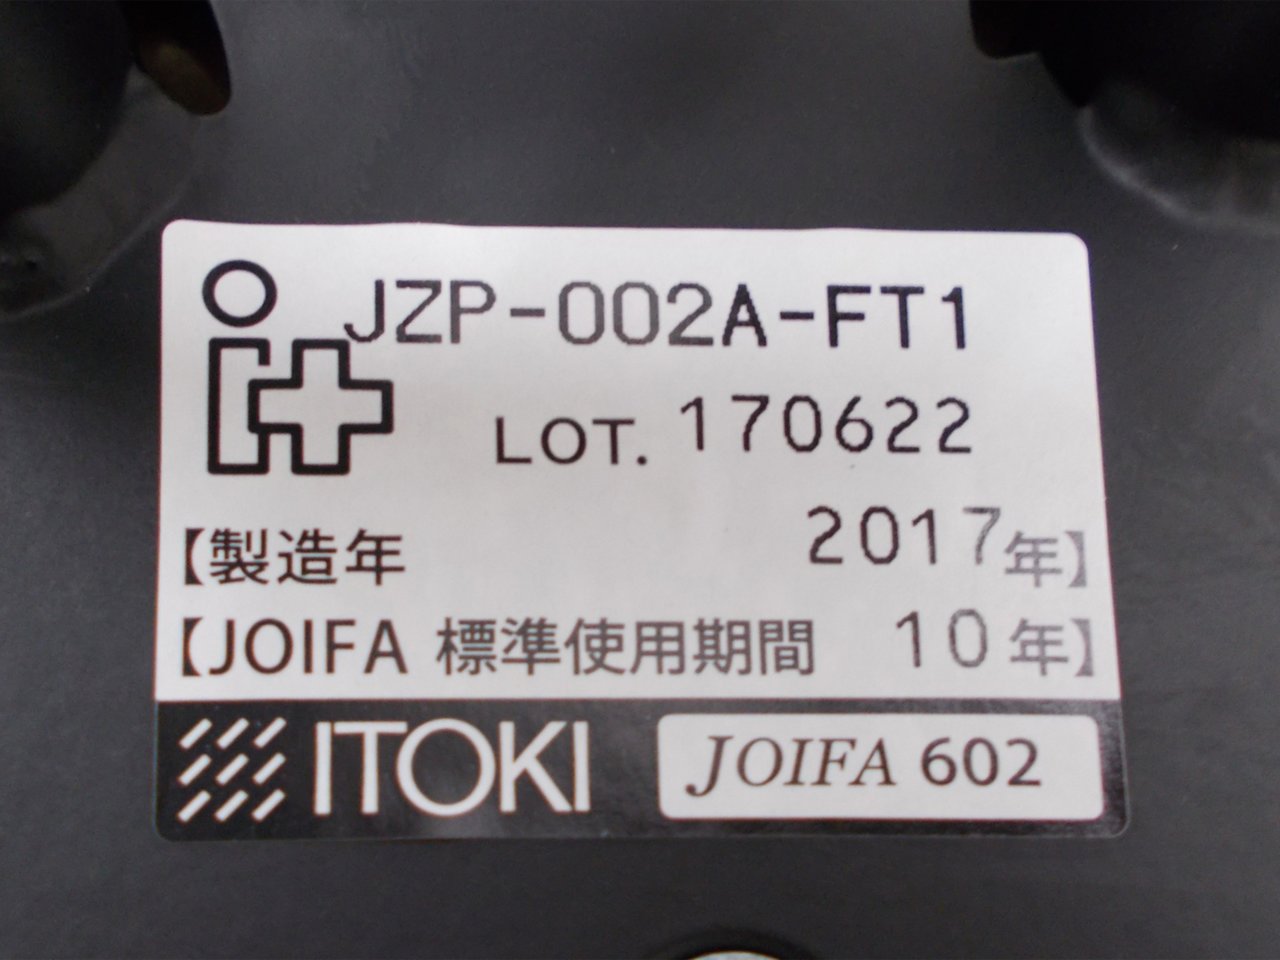 JZP-002A-FT1
LOT. 170622
【製造年 2017年】
【JOIFA 標準使用期間 10年】
ITOKI JOIFA 602